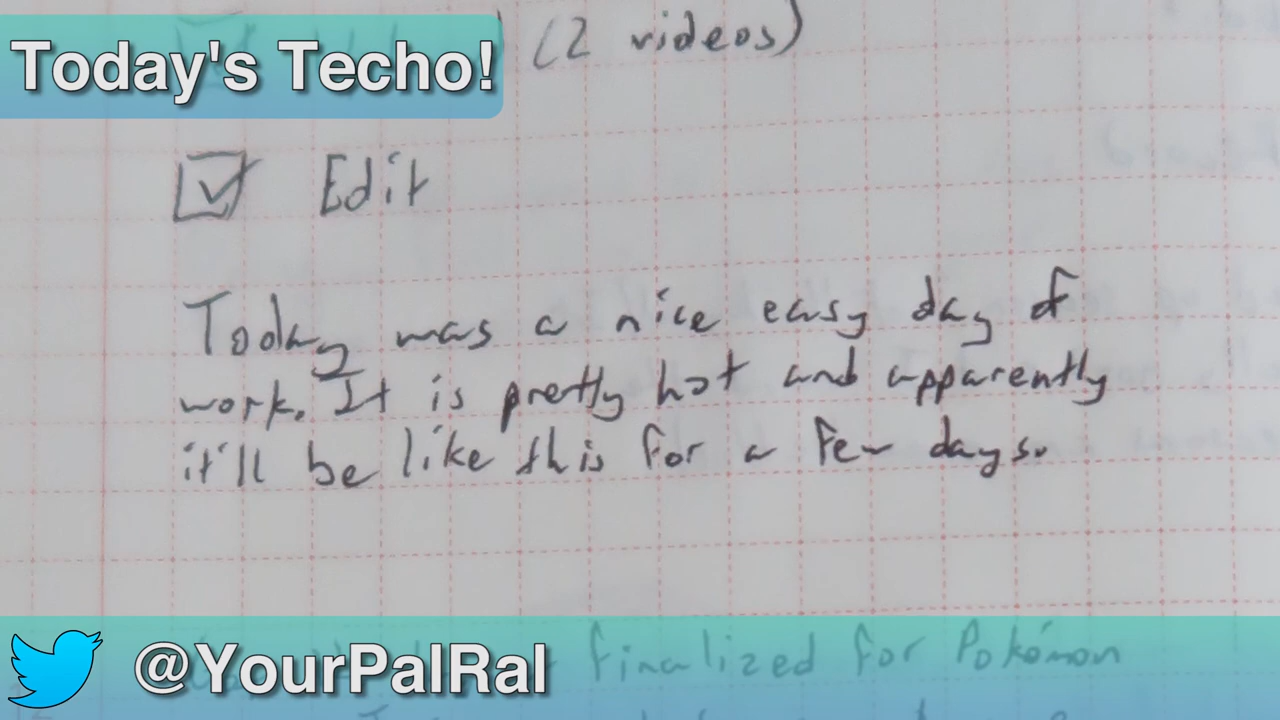 Today's Techo!
(2 videos)
Edit
Today was a nice easy day of
work. It is pretty hot and apparently
it'll be like this for a few days.
finalized for Pokémon
@YourPalRal